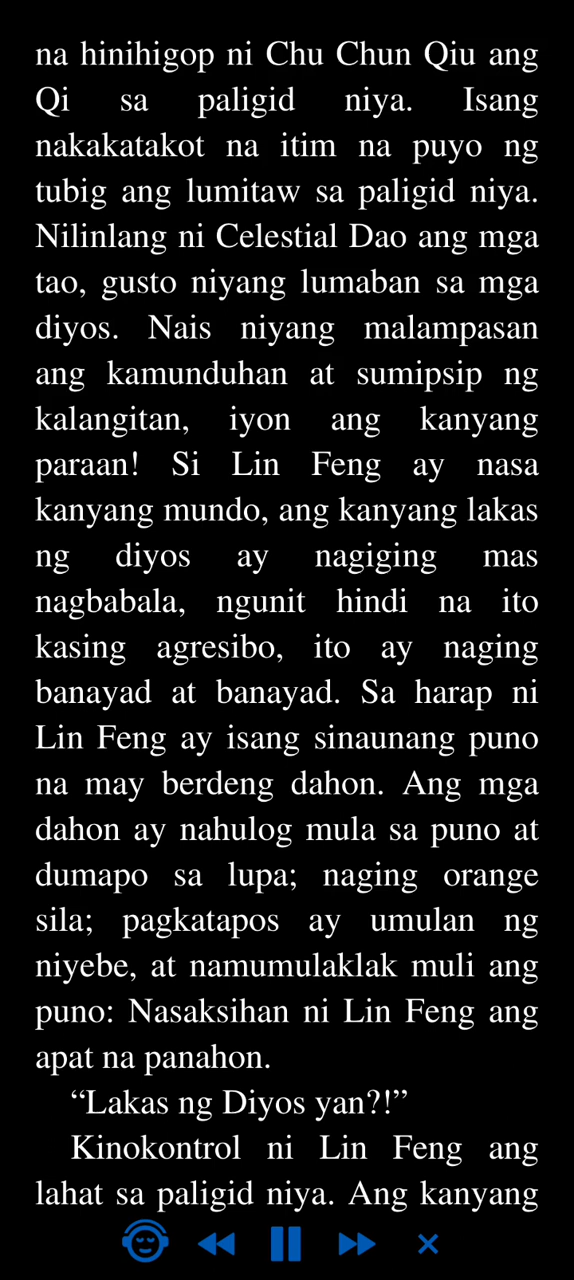 na hinihigop ni Chu Chun Qiu ang
Qi sa paligid niya. Isang
nakakatakot na itim na puyo ng
tubig ang lumitaw sa paligid niya.
Nilinlang ni Celestial Dao ang mga
tao, gusto niyang lumaban sa mga
diyos. Nais niyang malampasan
ang kamunduhan at sumipsip ng
kalangitan, iyon ang kanyang
paraan! Si Lin Feng ay nasa
kanyang mundo, ang kanyang lakas
ng diyos ay nagiging mas
nagbabala, ngunit hindi na ito
kasing agresibo, ito ay naging
banayad at banayad. Sa harap ni
Lin Feng ay isang sinaunang puno
na may berdeng dahon. Ang mga
dahon ay nahulog mula sa puno at
dumapo sa lupa; naging orange
sila; pagkatapos ay umulan ng
niyebe, at namumulaklak muli ang
puno: Nasaksihan ni Lin Feng ang
apat na panahon.
“Lakas ng Diyos yan?!”
Kinokontrol ni Lin Feng ang
lahat sa paligid niya. Ang kanyang